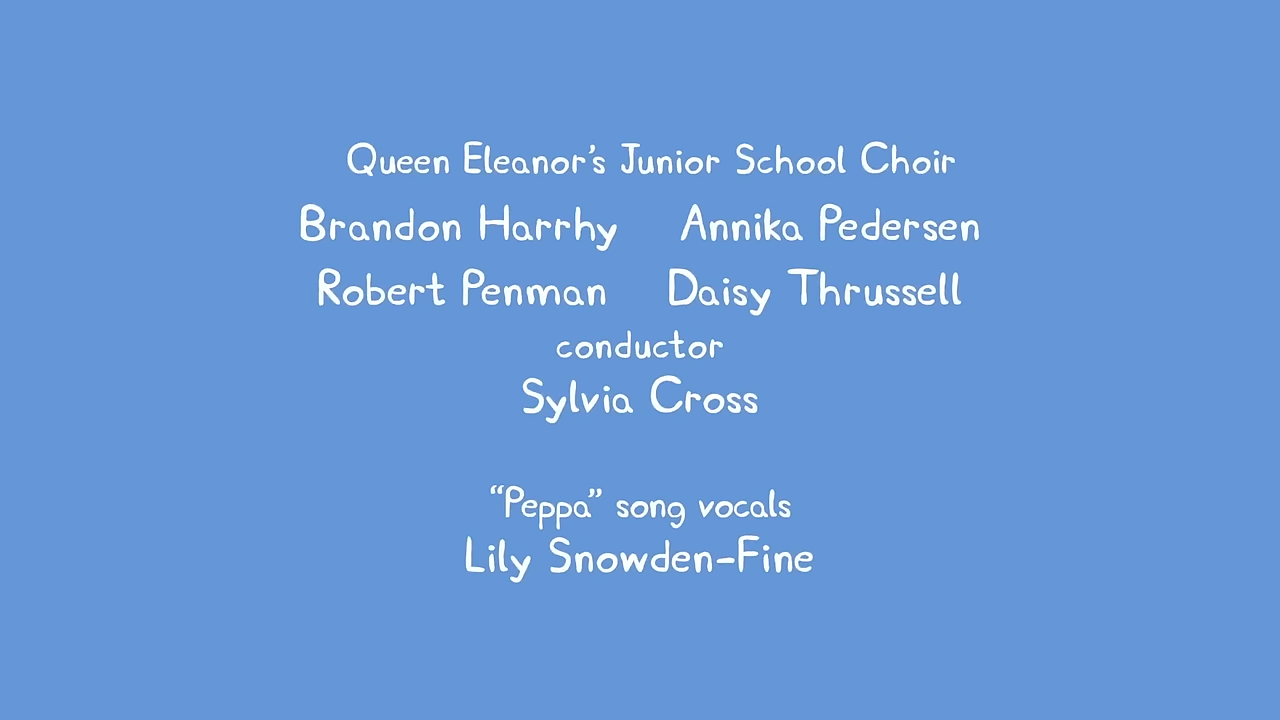 Queen Eleanor's Junior School Choir
Brandon Harrhy Annika Pedersen
Robert Penman Daisy Thrussell
conductor
Sylvia Cross
“Peppa” song vocals
Lily Snowden-Fine